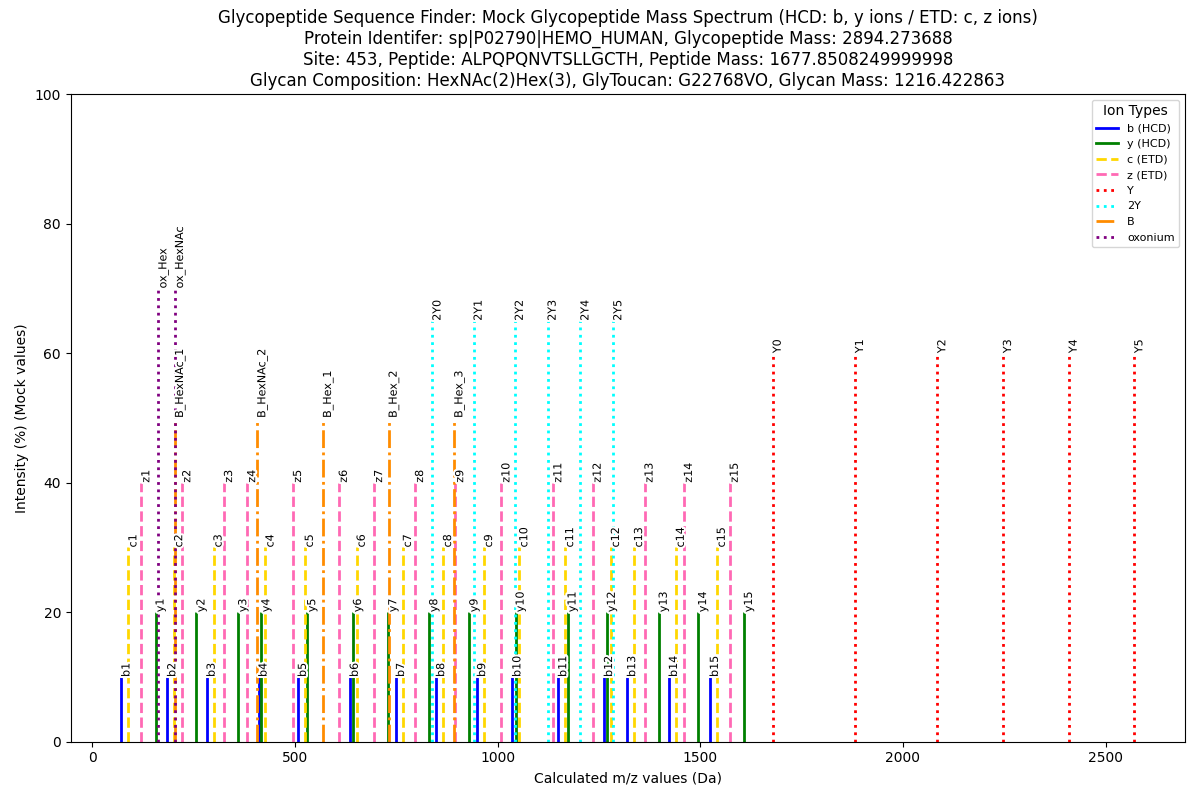 Glycopeptide Sequence Finder: Mock Glycopeptide Mass Spectrum (HCD: b, y ions / ETD: c, z ions)
Protein Identifer: sp|P02790|HEMO_HUMAN, Glycopeptide Mass: 2894.273688
Site: 453, Peptide: ALPQPQNVTSLLGCTH, Peptide Mass: 1677.8508249999998
Glycan Composition: HexNAc(2)Hex(3), GlyToucan: G22768VO, Glycan Mass: 1216.422863
Intensity (%) (Mock values)
100
80
60
40
20
0
Ion Types
b (HCD)
y (HCD)
c (ETD)
z (ETD)
Y
2Y
B
oxonium
ox_Hex
ox_HexNAc
2Y0
2Y1
2Y2
2Y3
2Y4
2Y5
Y0
Y1
Y2
Y3
Y4
Y5
B_HexNAc_1
B_HexNAc_2
B_Hex_1
B_Hex_2
B_Hex_3
z1
z2
z3
z4
z5
z6
z7
z8
z9
z10
z11
z12
z13
z14
z15
c1
c2
c3
c4
c5
c6
c7
c8
c9
c10
c11
c12
c13
c14
c15
y1
y2
y3
y4
y5
y6
y7
y8
y9
y10
y11
y12
y13
y14
y15
b1
b2
b3
b4
b5
b6
b7
b8
b9
b10
b11
b12
b13
b14
b15
0
500
1000
1500
2000
2500
Calculated m/z values (Da)